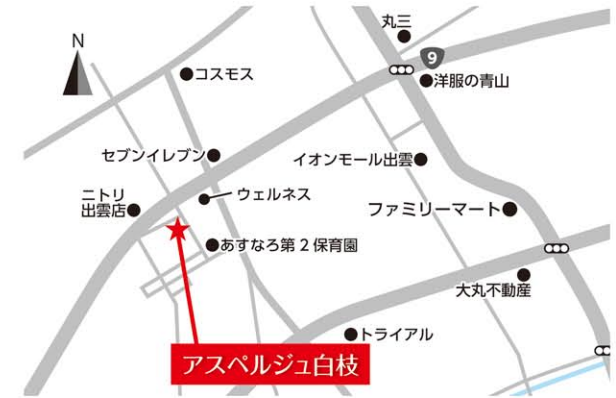 丸三
N
9
コスモス
洋服の青山
セブンイレブン
イオンモール出雲
ニトリ
出雲店
ウェルネス
ファミリーマート
あすなろ第2保育園
大丸不動産
トライアル
アスペルジュ白枝